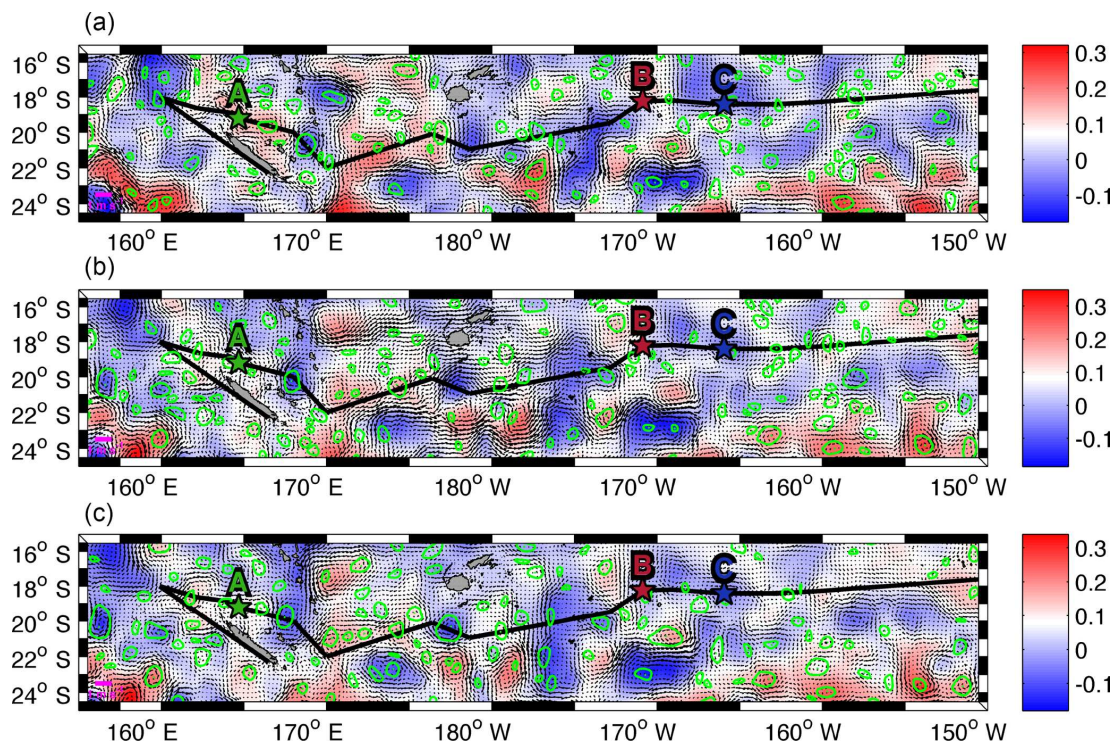 (a)
A
B
C
16° S
18° S
20° S
22° S
24° S
160° E
170° E
180° W
170° W
160° W
150° W
0.3
0.2
0.1
0
-0.1
(b)
A
B
C
16° S
18° S
20° S
22° S
24° S
160° E
170° E
180° W
170° W
160° W
150° W
0.3
0.2
0.1
0
-0.1
(c)
A
B
C
16° S
18° S
20° S
22° S
24° S
160° E
170° E
180° W
170° W
160° W
150° W
0.3
0.2
0.1
0
-0.1